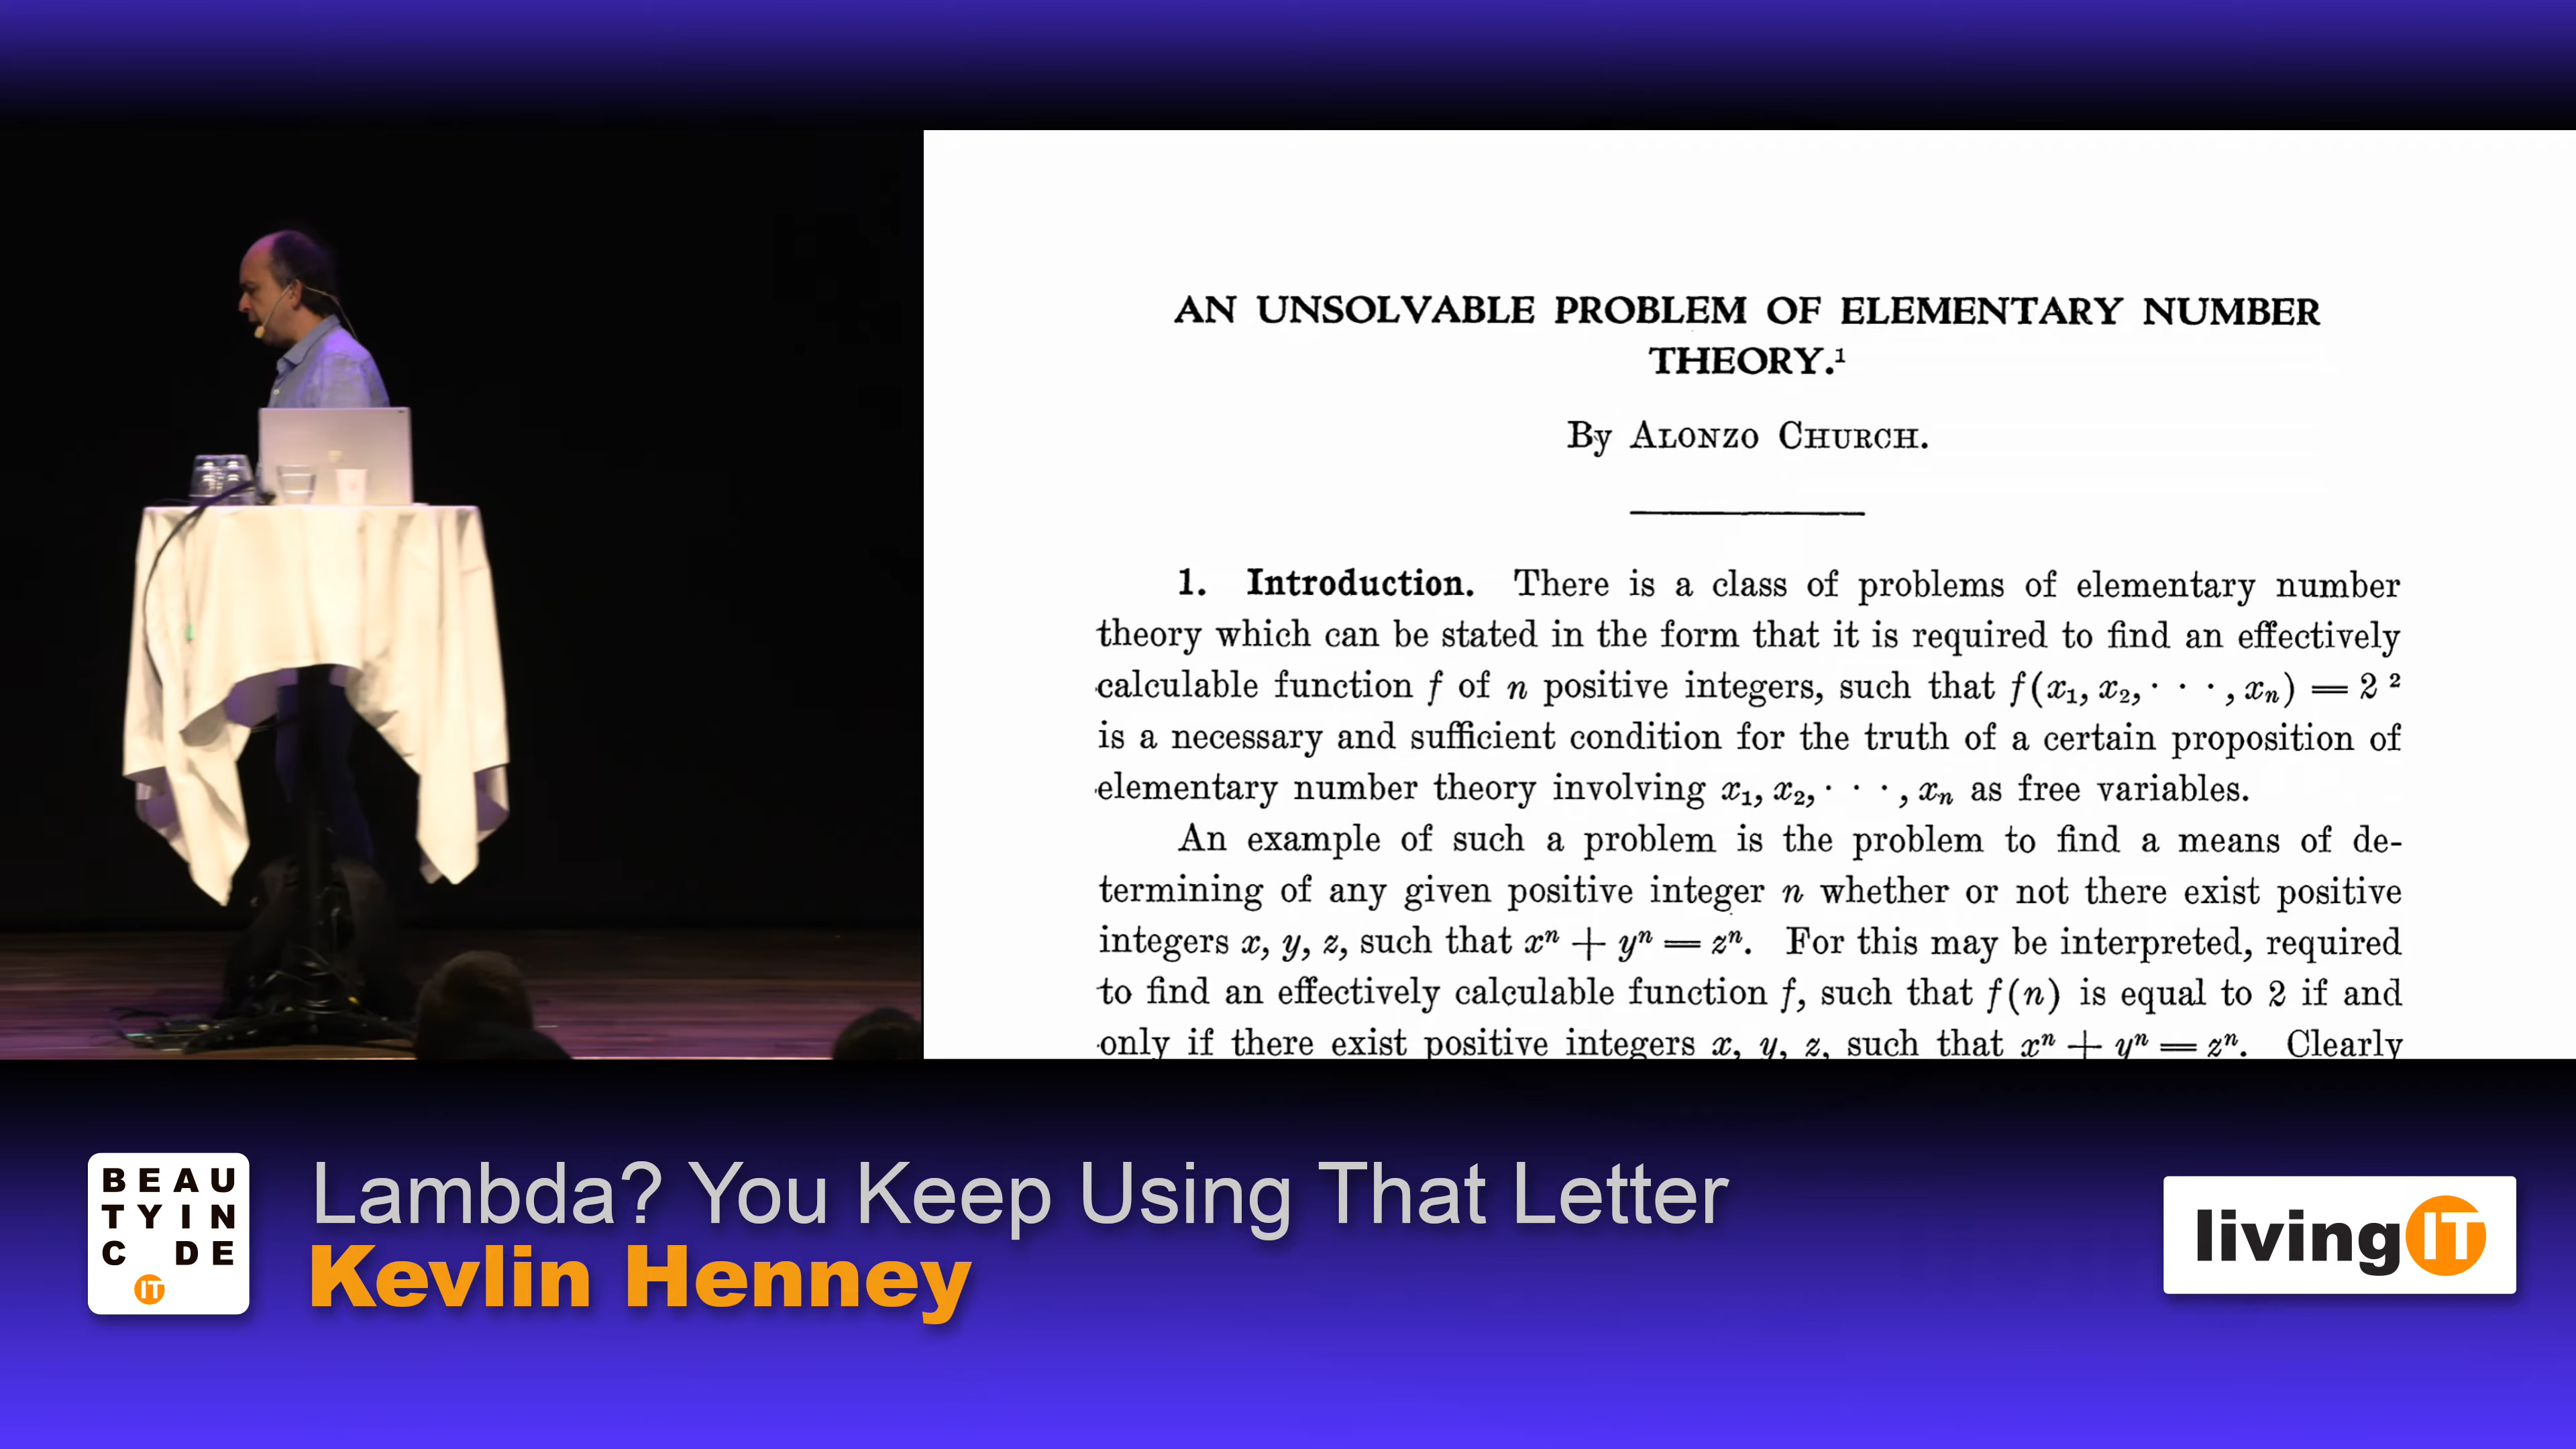 AN UNSOLVABLE PROBLEM OF ELEMENTARY NUMBER
THEORY.¹
By ALONZO CHURCH.
1. Introduction. There is a class of problems of elementary number
theory which can be stated in the form that it is required to find an effectively
calculable function f of n positive integers, such that f(x₁, x₂, · · ·, xₙ) = 2 ²
is a necessary and sufficient condition for the truth of a certain proposition of
elementary number theory involving x₁, x₂, · · ·, xₙ as free variables.
An example of such a problem is the problem to find a means of de-
termining of any given positive integer n whether or not there exist positive
integers x, y, z, such that xⁿ + yⁿ = zⁿ. For this may be interpreted, required
to find an effectively calculable function f, such that f(n) is equal to 2 if and
only if there exist positive integers x, y, z, such that xⁿ + yⁿ = zⁿ. Clearly
BEAU
TYIN
C DE
IT
Lambda? You Keep Using That Letter
Kevlin Henney
livingIT